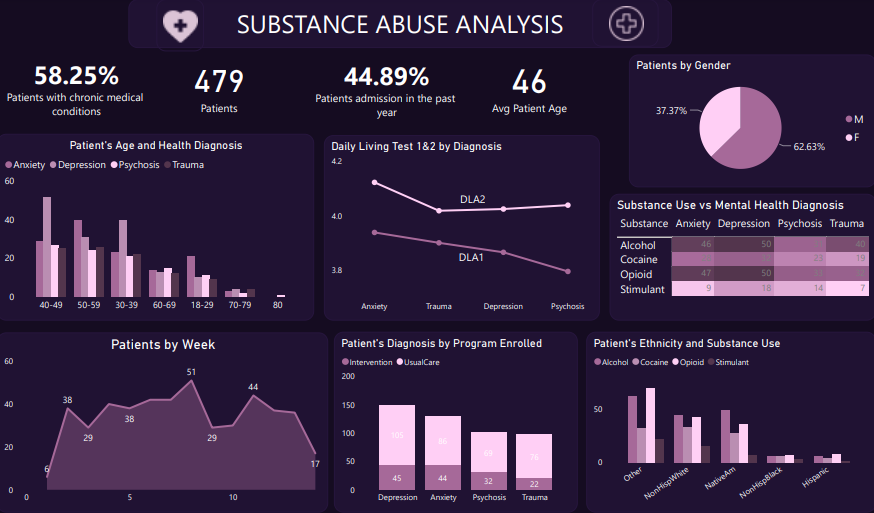 SUBSTANCE ABUSE ANALYSIS
58.25%
Patients with chronic medical
conditions
479
Patients
44.89%
Patients admission in the past
year
46
Avg Patient Age
Patients by Gender
37.37%
62.63%
M
F
Patient's Age and Health Diagnosis
Anxiety Depression Psychosis Trauma
60
40
20
0
40-49 50-59 30-39 60-69 18-29 70-79 80
Daily Living Test 1&2 by Diagnosis
4.2
4.0
3.8
DLA2
DLA1
Anxiety Trauma Depression Psychosis
Substance Use vs Mental Health Diagnosis
Substance Anxiety Depression Psychosis Trauma
Alcohol 46 50 40
Cocaine 23 19
Opioid 47 50
Stimulant 9 18 14 7
Patients by Week
60
40
20
0
6
38
29
38
51
29
44
17
0 5 10
Patient's Diagnosis by Program Enrolled
Intervention UsualCare
200
150
100
50
0
105 86 69 76
45 44 32 22
Depression Anxiety Psychosis Trauma
Patient's Ethnicity and Substance Use
Alcohol Cocaine Opioid Stimulant
50
0
Other NonHispWhite NativeAm NonHispBlack Hispanic